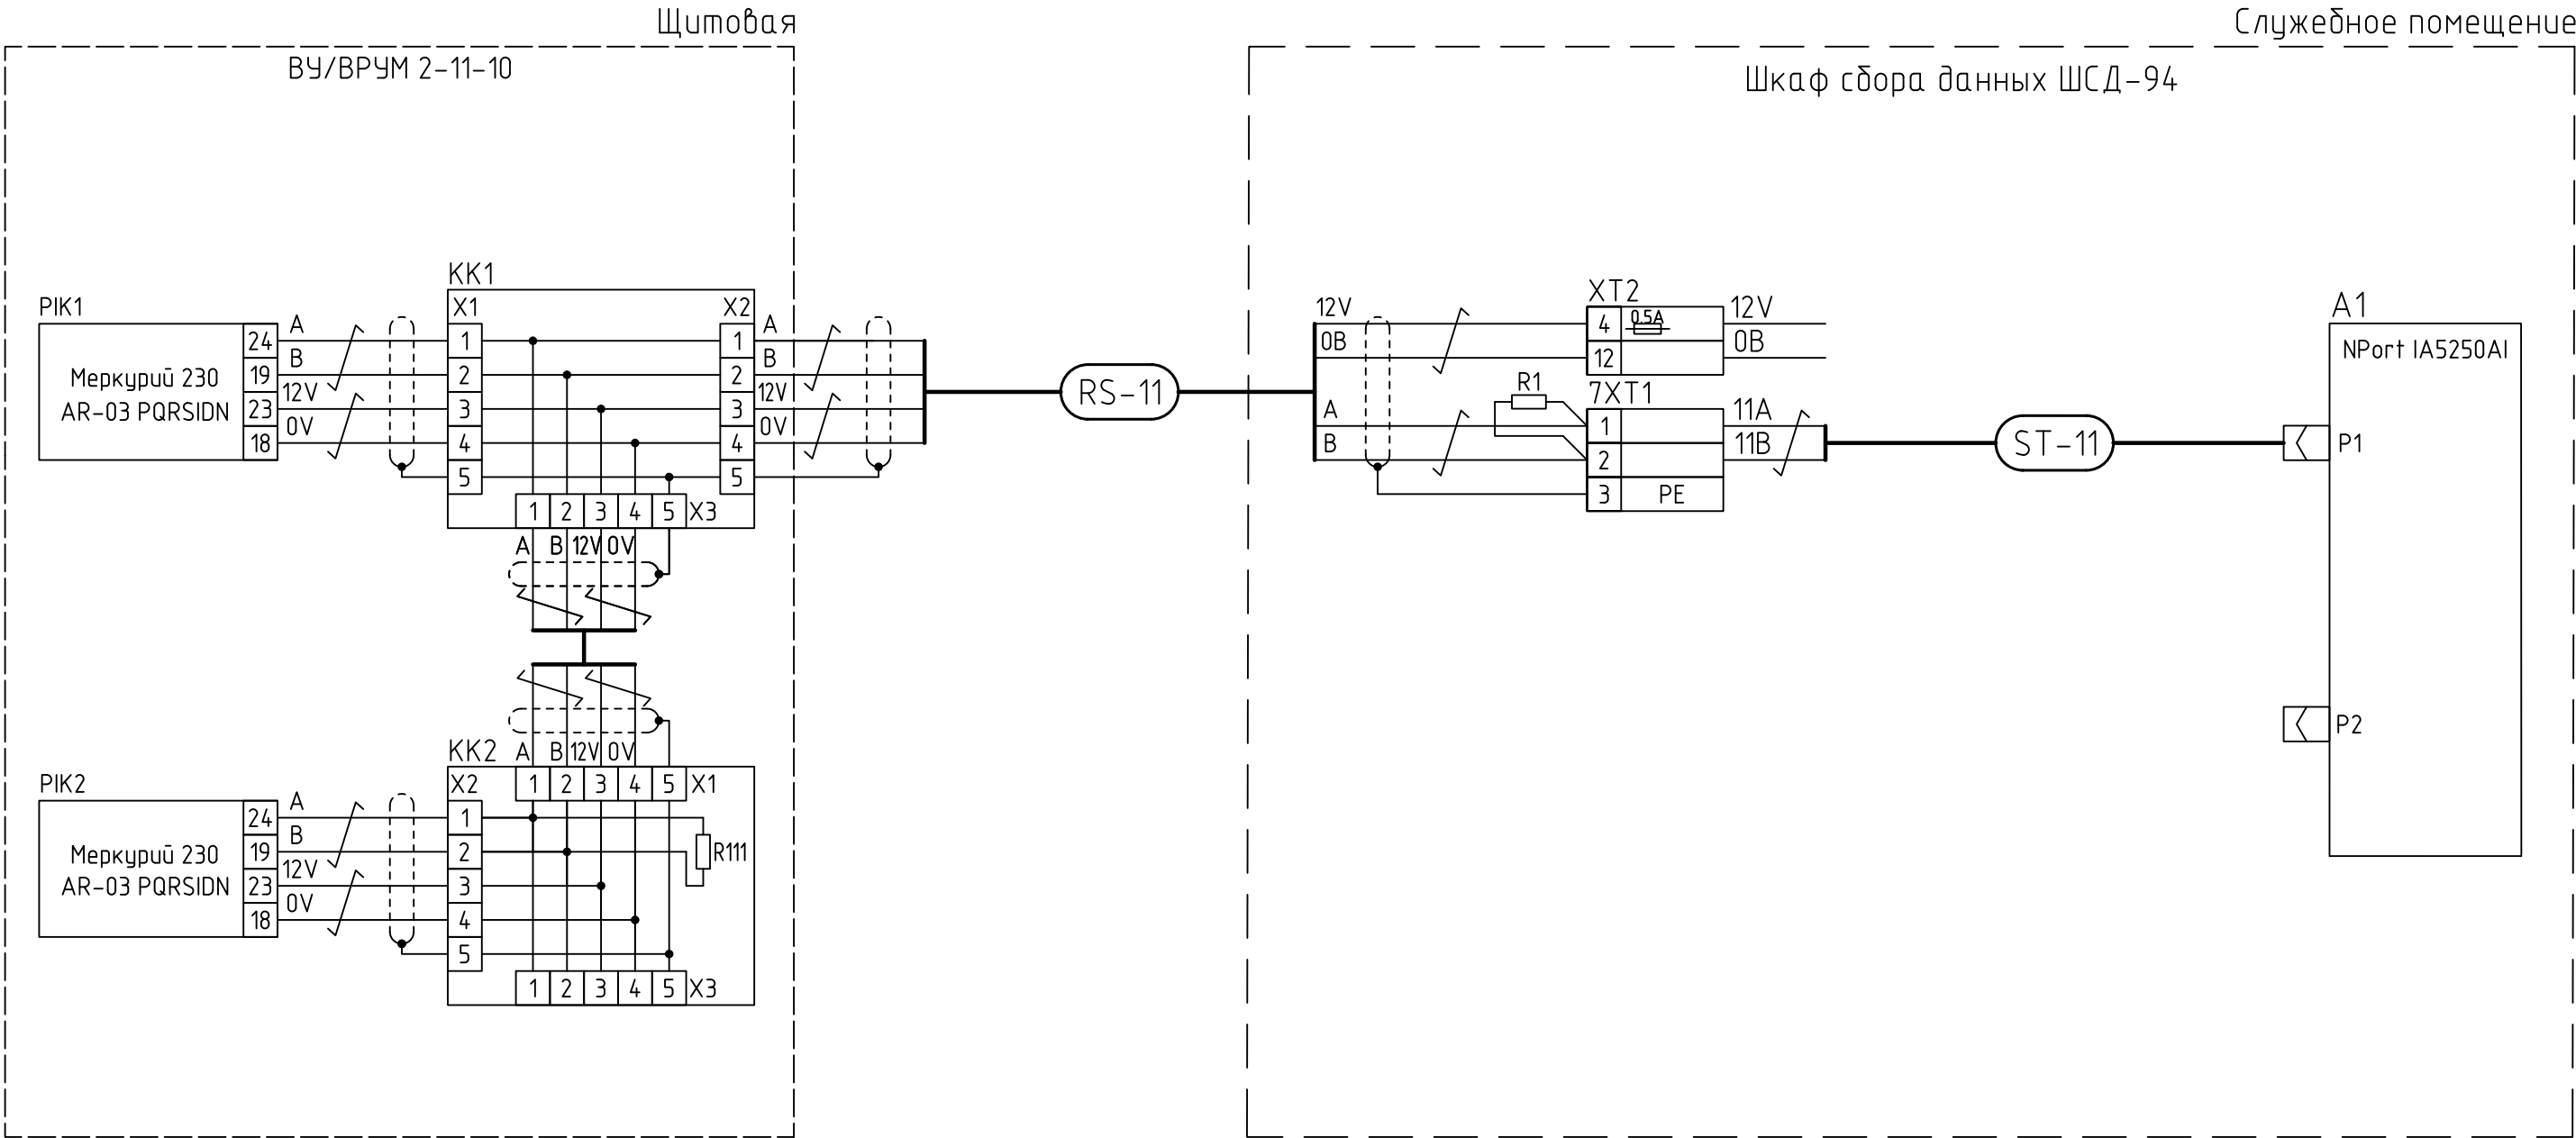 Щитовая
Служебное помещение
ВУ/ВРУМ 2-11-10
Шкаф сбора данных ШСД-94
PIK1
Меркурий 230
AR-03 PQRSIDN
24
19
23
18
A
B
12V
0V
KK1
X1
1
2
3
4
5
X2
1
2
3
4
5
A
B
12V
0V
1 2 3 4 5 X3
A B 12V 0V
RS-11
12V
0B
A
B
R1
XT2
4 0.5A
12
12V
0B
7XT1
1
2
3 PE
11A
11B
ST-11
A1
NPort IA5250AI
P1
P2
PIK2
Меркурий 230
AR-03 PQRSIDN
24
19
23
18
A
B
12V
0V
KK2
A B 12V 0V
X2
1 2 3 4 5 X1
1
2
3
4
5
R111
1 2 3 4 5 X3